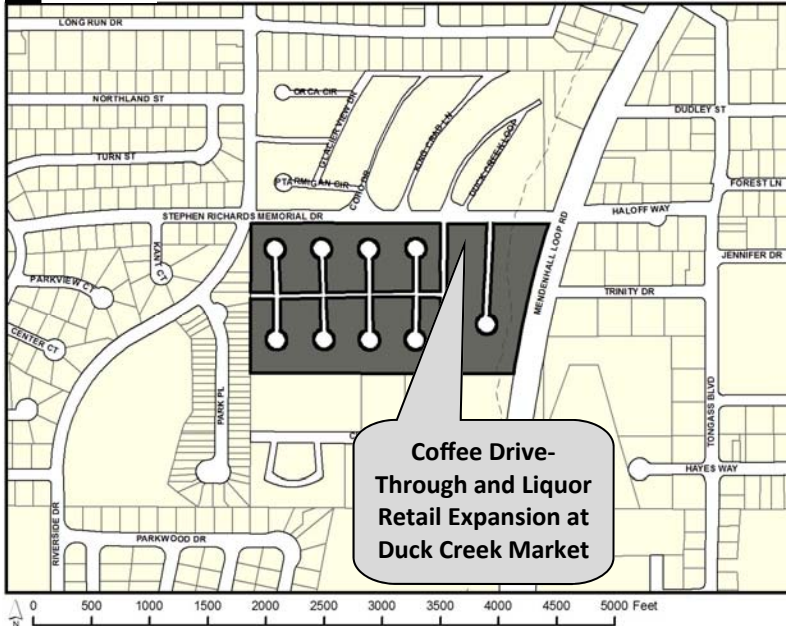 LONG RUN DR
NORTHLAND ST
ORCA CIR
GLACIER VIEW DR
KING CRAB LN
DUCK CREEK LOOP
DUDLEY ST
TURN ST
PTARMIGAN CIR
COHO DR
FOREST LN
STEPHEN RICHARDS MEMORIAL DR
HALOFF WAY
KANT CT
MENDENHALL LOOP RD
JENNIFER DR
PARKVIEW CT
TRINITY DR
CENTER CT
PARK PL
TONGASS BLVD
Coffee Drive-
Through and Liquor
Retail Expansion at
Duck Creek Market
HAYES WAY
RIVERSIDE DR
PARKWOOD DR
N
0 500 1000 1500 2000 2500 3000 3500 4000 4500 5000 Feet